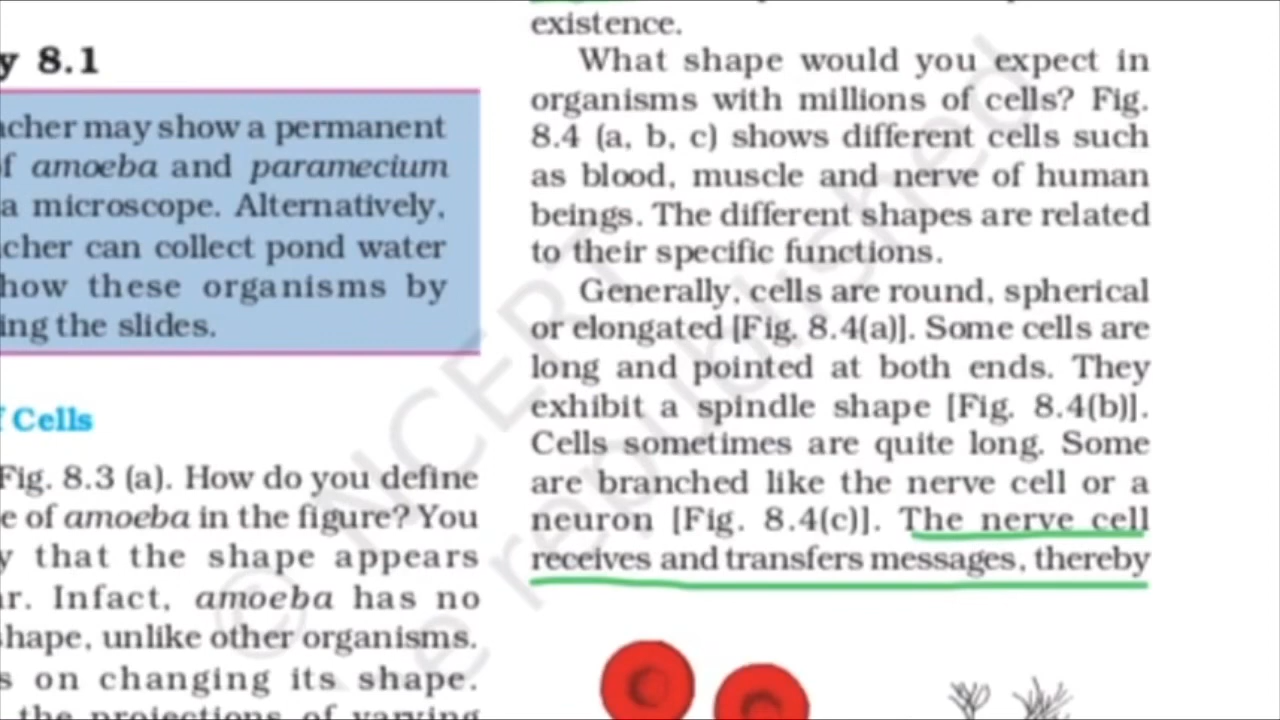 y 8.1
acher may show a permanent
f amoeba and paramecium
a microscope. Alternatively,
cher can collect pond water
how these organisms by
ing the slides.
f Cells
Fig. 8.3 (a). How do you define
e of amoeba in the figure? You
y that the shape appears
ar. Infact, amoeba has no
shape, unlike other organisms.
s on changing its shape.
the projections of varying
existence.
What shape would you expect in
organisms with millions of cells? Fig.
8.4 (a, b, c) shows different cells such
as blood, muscle and nerve of human
beings. The different shapes are related
to their specific functions.
Generally, cells are round, spherical
or elongated [Fig. 8.4(a)]. Some cells are
long and pointed at both ends. They
exhibit a spindle shape [Fig. 8.4(b)].
Cells sometimes are quite long. Some
are branched like the nerve cell or a
neuron [Fig. 8.4(c)]. The nerve cell
receives and transfers messages, thereby
© NCERT
e republished